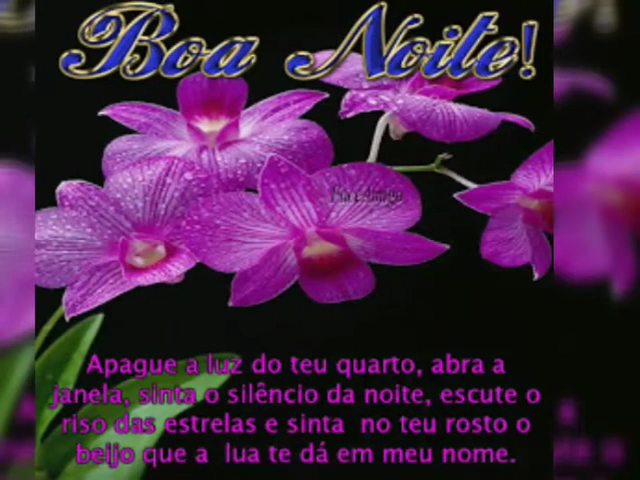 Boa Noite!
Apague a luz do teu quarto, abra a
janela, sinta o silêncio da noite, escute o
riso das estrelas e sinta no teu rosto o
beijo que a lua te dá em meu nome.